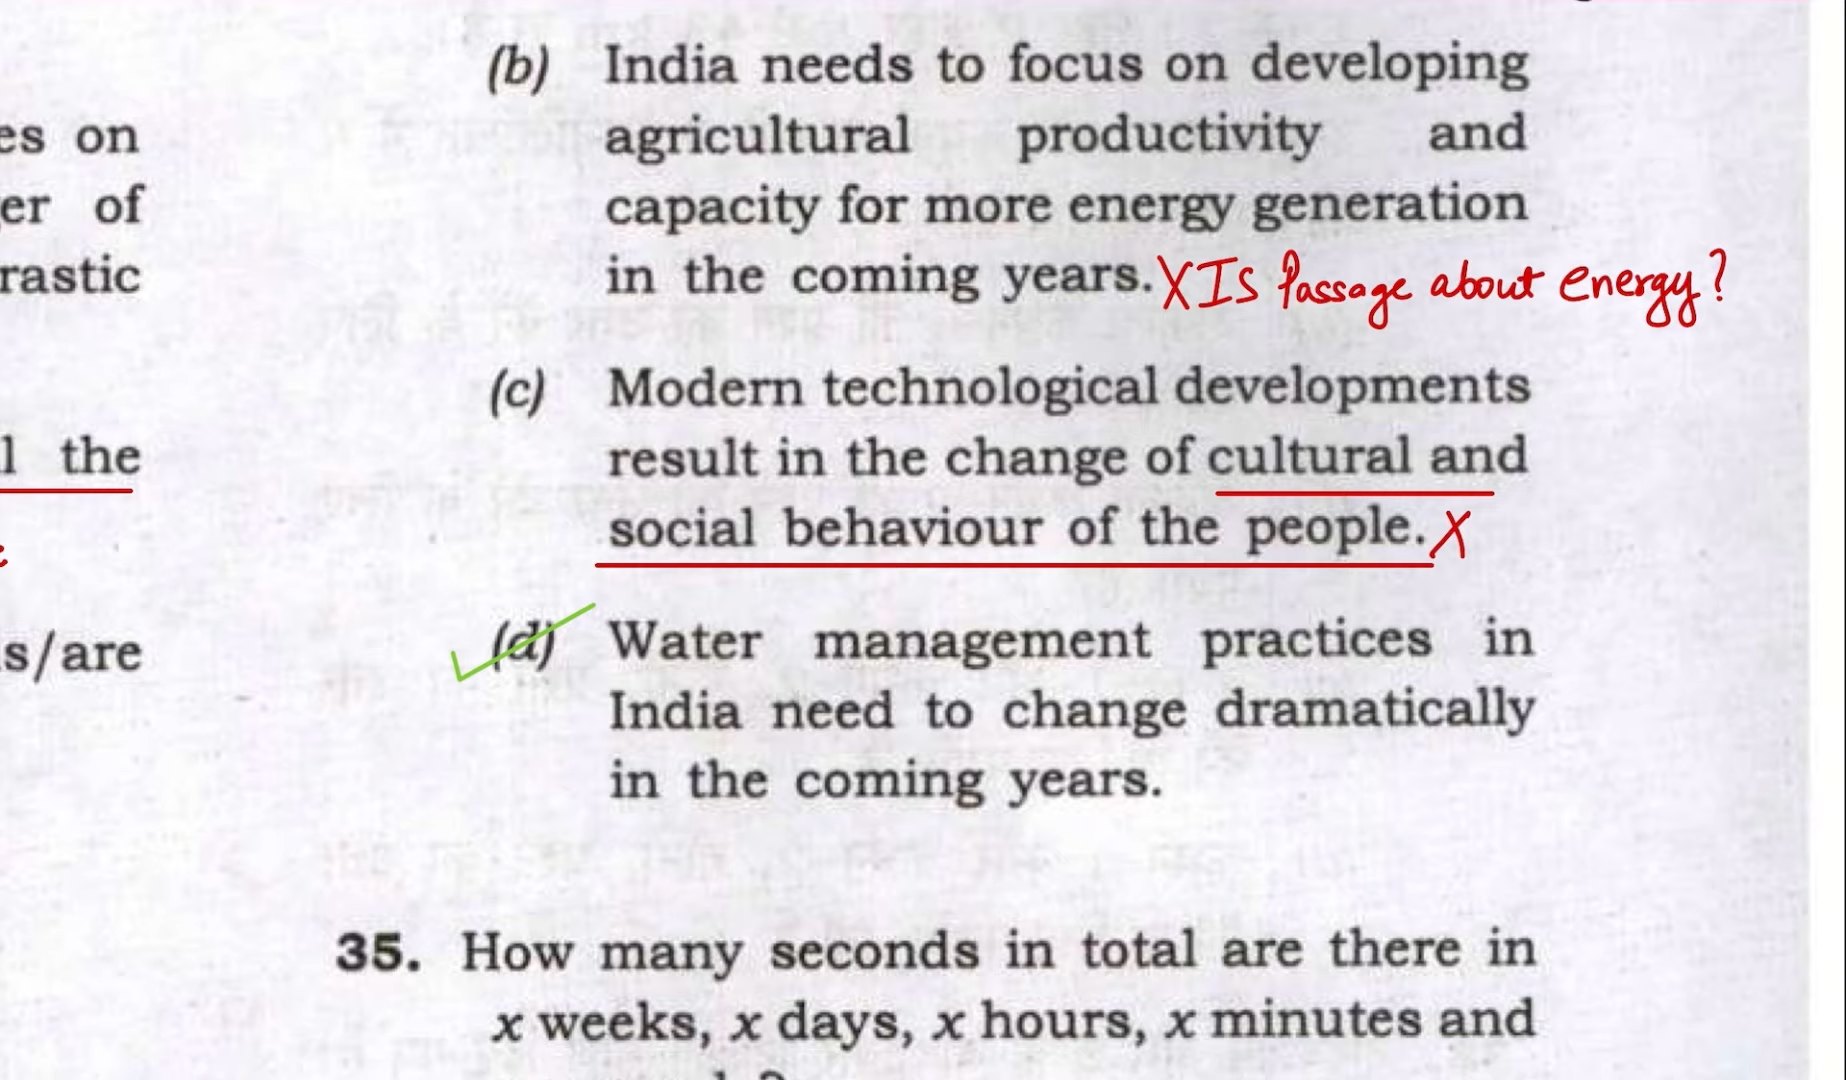 es on
er of
rastic
l the
s/are
(b) India needs to focus on developing
agricultural productivity and
capacity for more energy generation
in the coming years. X Is Passage about energy?
(c) Modern technological developments
result in the change of cultural and
social behaviour of the people. X
(d) Water management practices in
India need to change dramatically
in the coming years.
35. How many seconds in total are there in
x weeks, x days, x hours, x minutes and